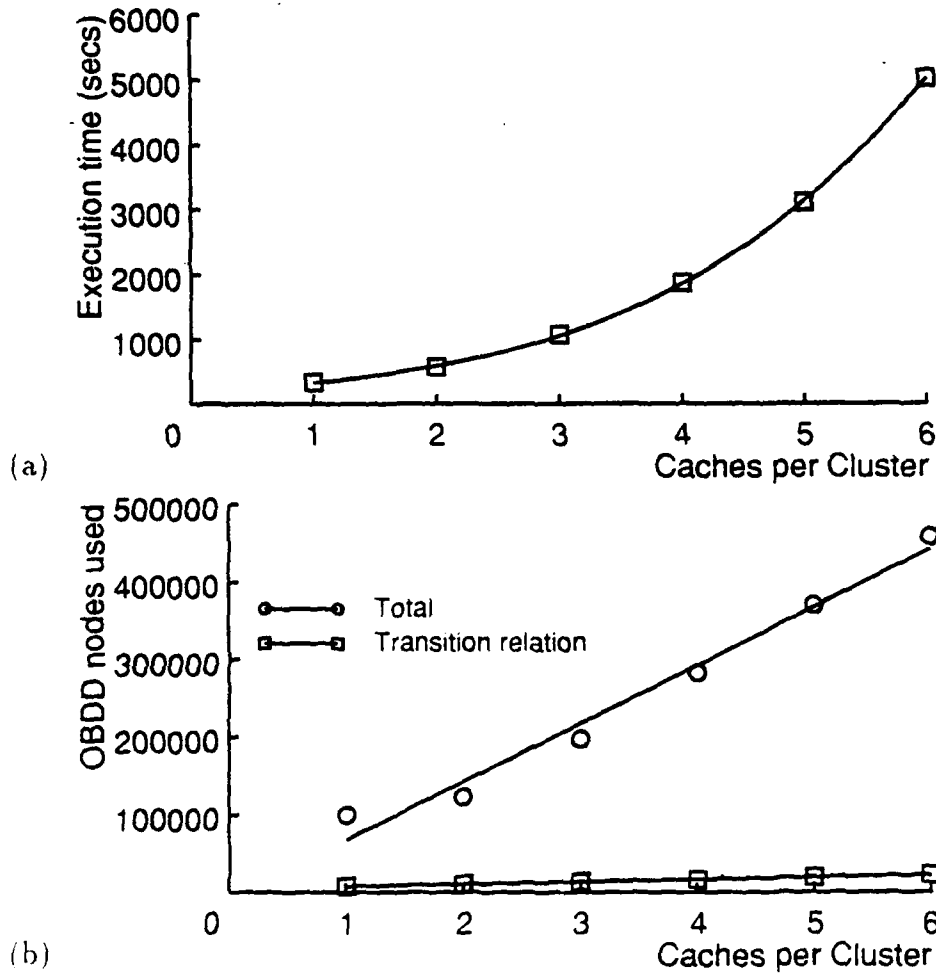 Execution time (secs)
6000
5000
4000
3000
2000
1000
0 1 2 3 4 5 6
(a)
Caches per Cluster
OBDD nodes used
500000
400000
300000
200000
100000
Total
Transition relation
0 1 2 3 4 5 6
(b)
Caches per Cluster